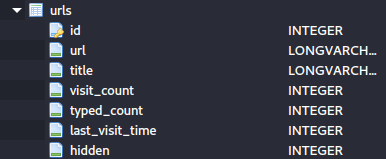 urls
id INTEGER
url LONGVARCH...
title LONGVARCH...
visit_count INTEGER
typed_count INTEGER
last_visit_time INTEGER
hidden INTEGER